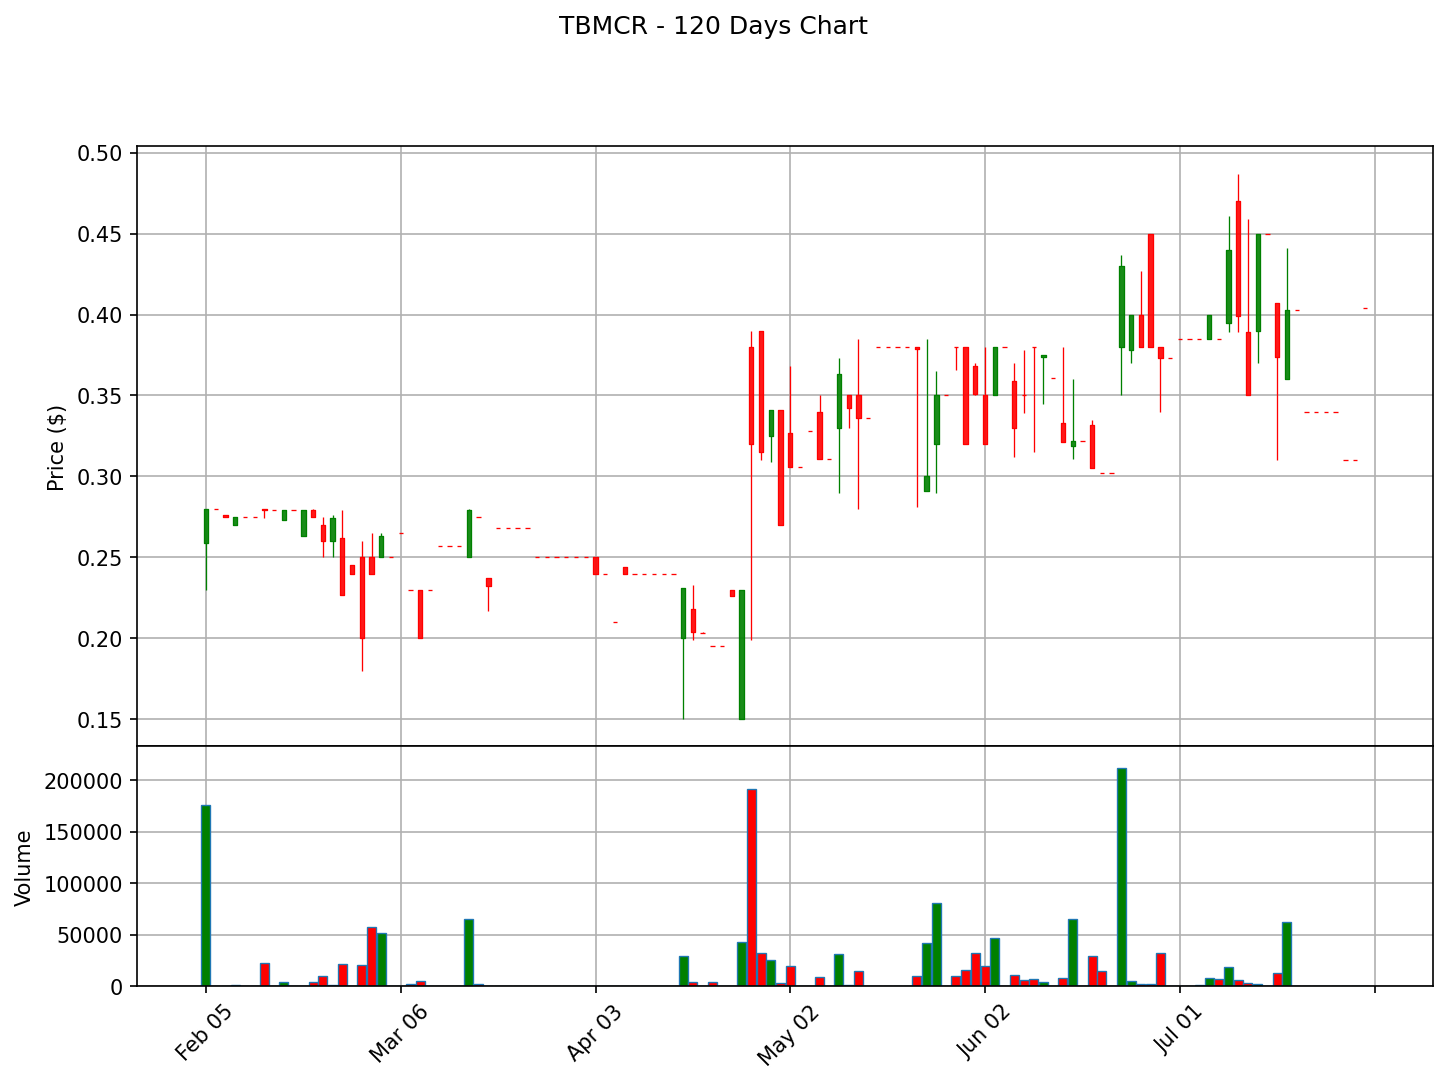 TBMCR - 120 Days Chart
0.50
0.45
0.40
0.35
0.30
0.25
0.20
0.15
Price ($)
200000
150000
100000
50000
0
Volume
Feb 05
Mar 06
Apr 03
May 02
Jun 02
Jul 01